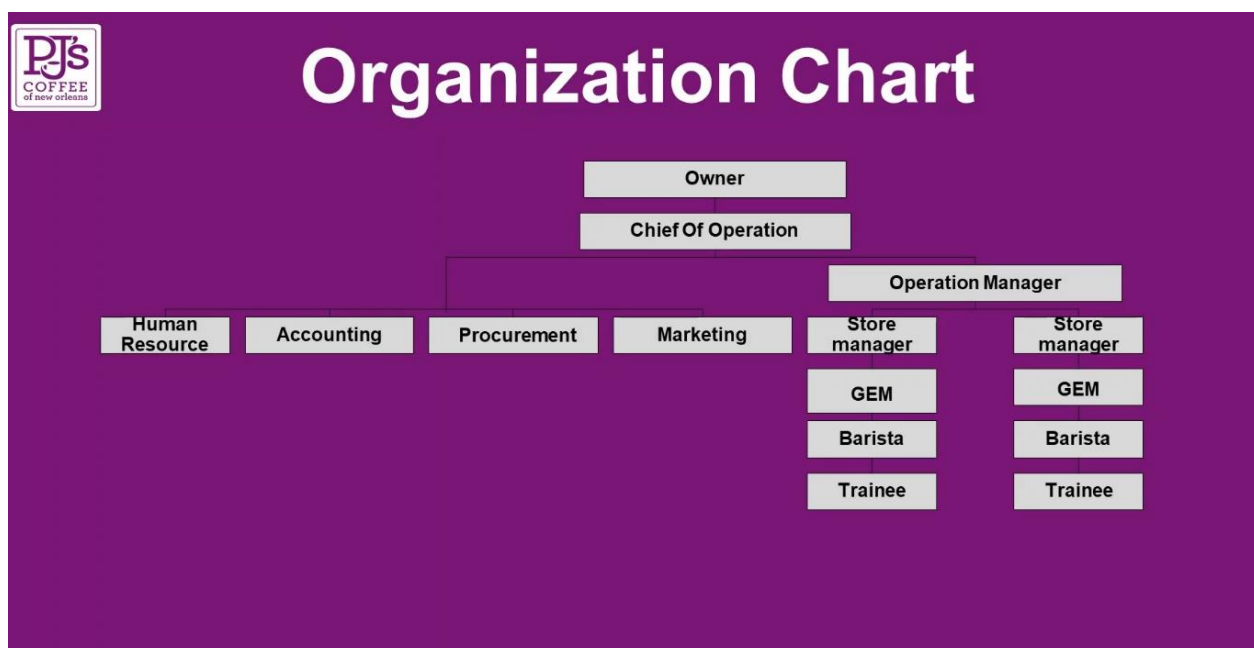 PJ's
COFFEE
of new orleans
Organization Chart
Owner
Chief Of Operation
Operation Manager
Human
Resource
Accounting
Procurement
Marketing
Store
manager
Store
manager
GEM
GEM
Barista
Barista
Trainee
Trainee